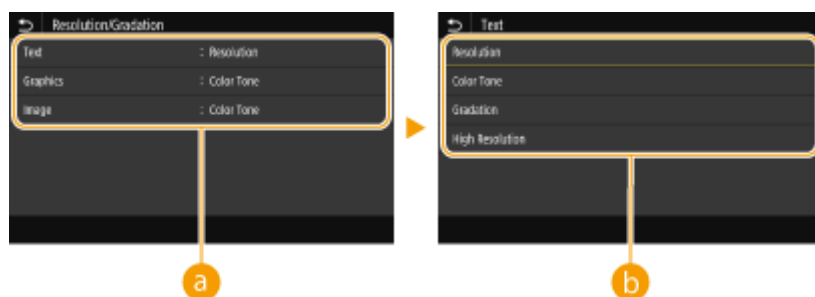 Resolution/Gradation
Text : Resolution
Graphics : Color Tone
Image : Color Tone
a
Text
Resolution
Color Tone
Gradation
High Resolution
b